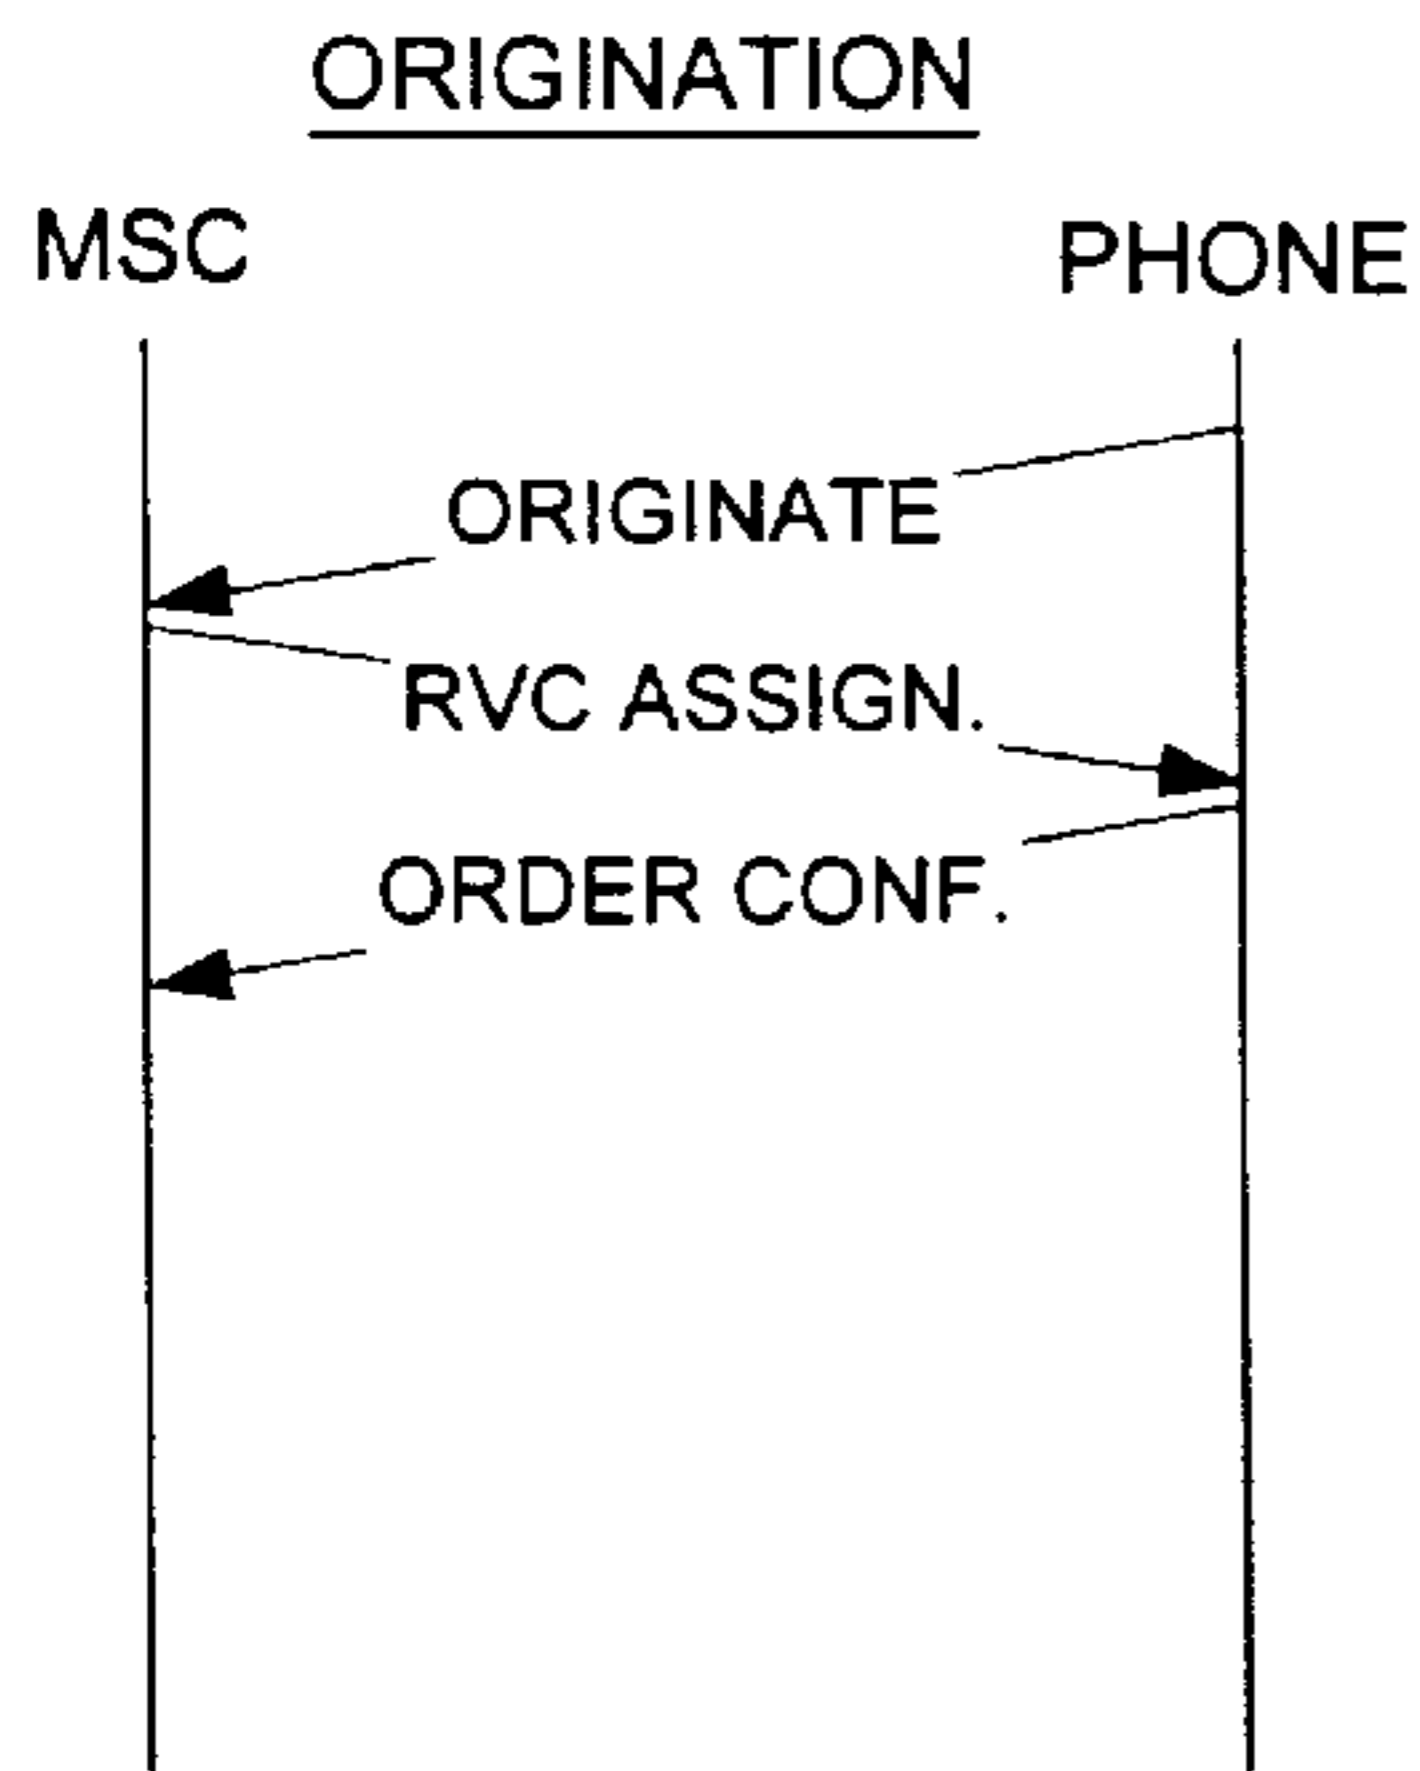 ORIGINATION
MSC
PHONE
ORIGINATE
RVC ASSIGN.
ORDER CONF.